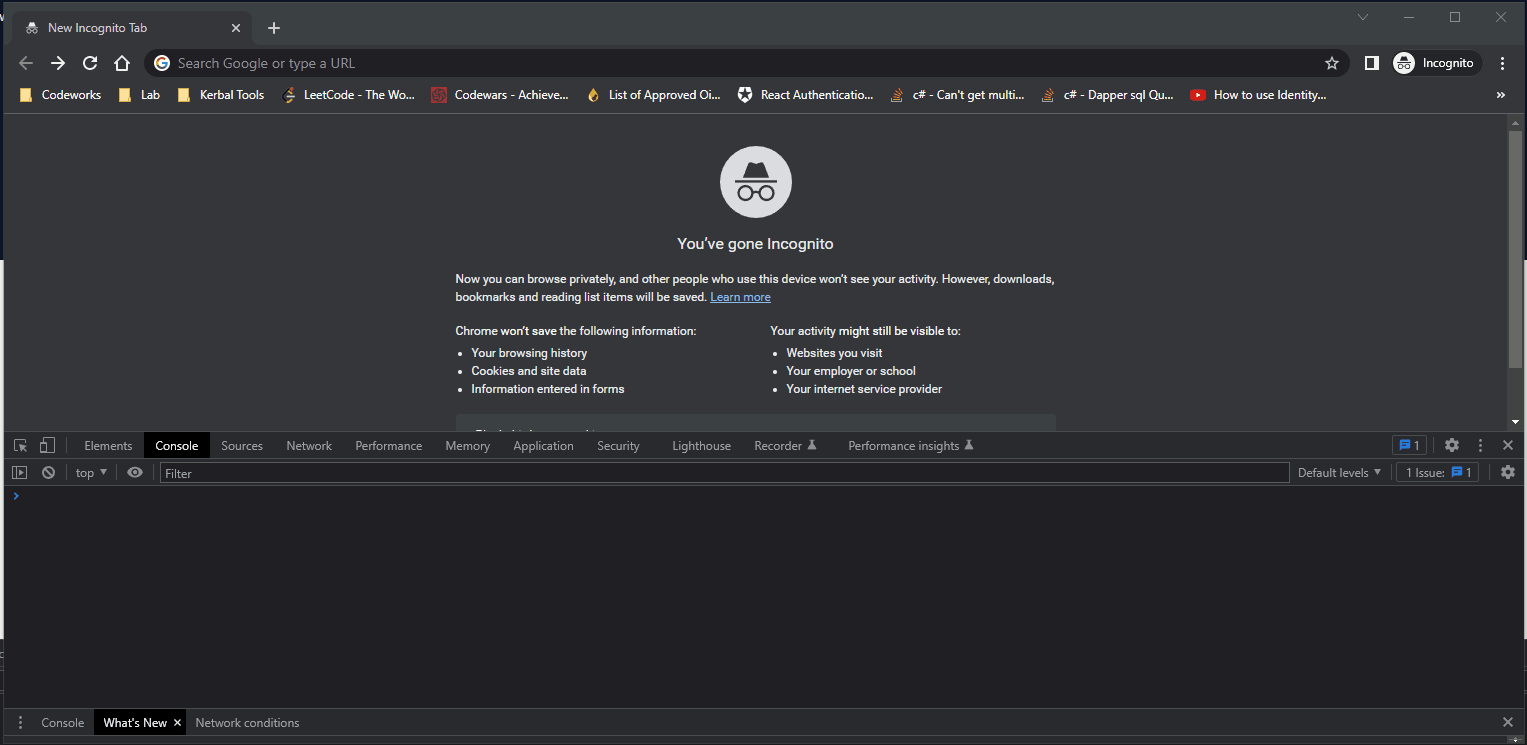 New Incognito Tab
Search Google or type a URL
Incognito
Codeworks Lab Kerbal Tools LeetCode - The Wo... Codewars - Achieve... List of Approved Oi... React Authenticatio... c# - Can't get multi... c# - Dapper sql Qu... How to use Identity... »
You've gone Incognito
Now you can browse privately, and other people who use this device won't see your activity. However, downloads,
bookmarks and reading list items will be saved. Learn more
Chrome won't save the following information:
Your browsing history
Cookies and site data
Information entered in forms
Your activity might still be visible to:
Websites you visit
Your employer or school
Your internet service provider
Elements Console Sources Network Performance Memory Application Security Lighthouse Recorder Performance insights 1
top Filter Default levels 1 Issue: 1
Console What's New Network conditions